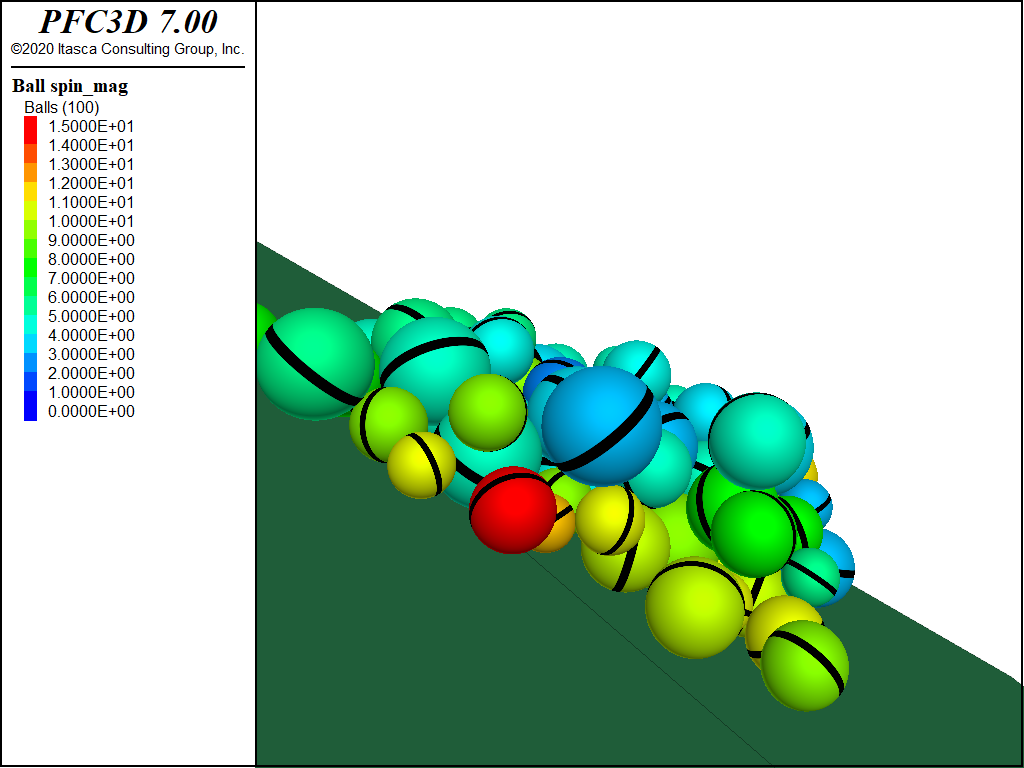 PFC3D 7.00
©2020 Itasca Consulting Group, Inc.
Ball spin_mag
Balls (100)
1.5000E+01
1.4000E+01
1.3000E+01
1.2000E+01
1.1000E+01
1.0000E+01
9.0000E+00
8.0000E+00
7.0000E+00
6.0000E+00
5.0000E+00
4.0000E+00
3.0000E+00
2.0000E+00
1.0000E+00
0.0000E+00